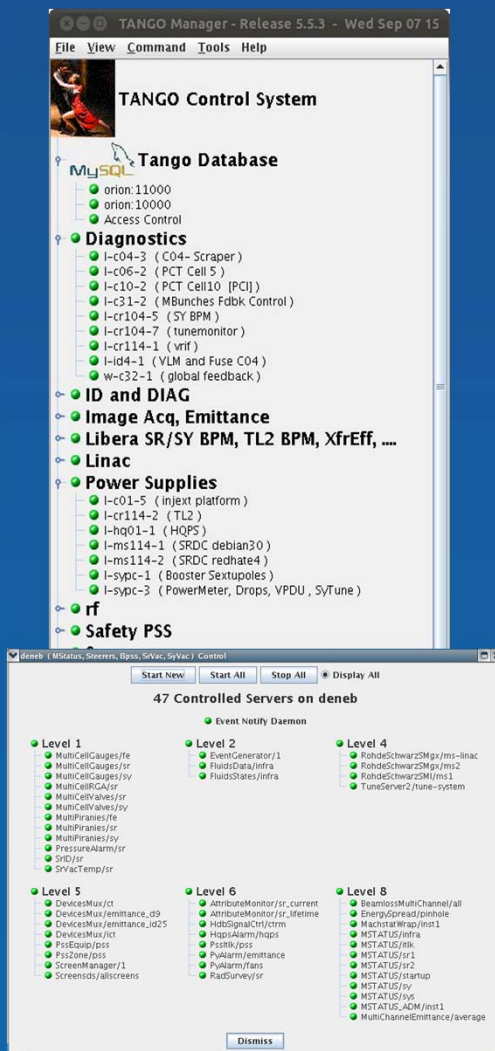 TANGO Manager - Release 5.5.3 - Wed Sep 07 15
File View Command Tools Help
TANGO Control System
MySQL Tango Database
orion:11000
orion:10000
Access Control
Diagnostics
l-c04-3 ( C04- Scraper )
l-c06-2 ( PCT Cell 5 )
l-c10-2 ( PCT Cell10 [PCI] )
l-c31-2 ( MBunches Fdbk Control )
l-cr104-5 ( SY BPM )
l-cr104-7 ( tunemonitor )
l-cr114-1 ( vrif )
l-id4-1 ( VLM and Fuse C04 )
w-c32-1 ( global feedback )
ID and DIAG
Image Acq, Emittance
Libera SR/SY BPM, TL2 BPM, XfrEff, ....
Linac
Power Supplies
l-c01-5 ( injext platform )
l-cr114-2 ( TL2 )
l-hq01-1 ( HQPS )
l-ms114-1 ( SRDC debian30 )
l-ms114-2 ( SRDC redhate4 )
l-sypc-1 ( Booster Sextupoles )
l-sypc-3 ( PowerMeter, Drops, VPDU , SyTune )
rf
Safety PSS
deneb ( MStatus, Steerers, Bpss, SrVac, SyVac ) Control
Start New Start All Stop All Display All
47 Controlled Servers on deneb
Event Notify Daemon
Level 1
MultiCellGauges/fe
MultiCellGauges/sr
MultiCellGauges/sy
MultiCellRGA/sr
MultiCellValves/sr
MultiCellValves/sy
MultiPiranies/fe
MultiPiranies/sr
MultiPiranies/sy
PressureAlarm/sr
SrID/sr
SrVacTemp/sr
Level 2
EventGenerator/1
FluidsData/infra
FluidsStates/infra
Level 4
RohdeSchwarzSMgx/ms-linac
RohdeSchwarzSMgx/ms2
RohdeSchwarzSMI/ms1
TuneServer2/tune-system
Level 5
DevicesMux/ct
DevicesMux/emittance_d9
DevicesMux/emittance_id25
DevicesMux/ict
PssEquip/pss
PssZone/pss
ScreenManager/1
Screensds/allscreens
Level 6
AttributeMonitor/sr_current
AttributeMonitor/sr_lifetime
HdbSignalCtrl/ctrm
HqpsAlarm/hqps
PssItlk/pss
PyAlarm/emittance
PyAlarm/fans
RadSurvey/sr
Level 8
BeamlossMultiChannel/all
EnergySpread/pinhole
MachstatWrap/inst1
MSTATUS/infra
MSTATUS/itlk
MSTATUS/sr1
MSTATUS/sr2
MSTATUS/startup
MSTATUS/sy
MSTATUS/sys
MSTATUS_ADM/inst1
MultiChannelEmittance/average
Dismiss